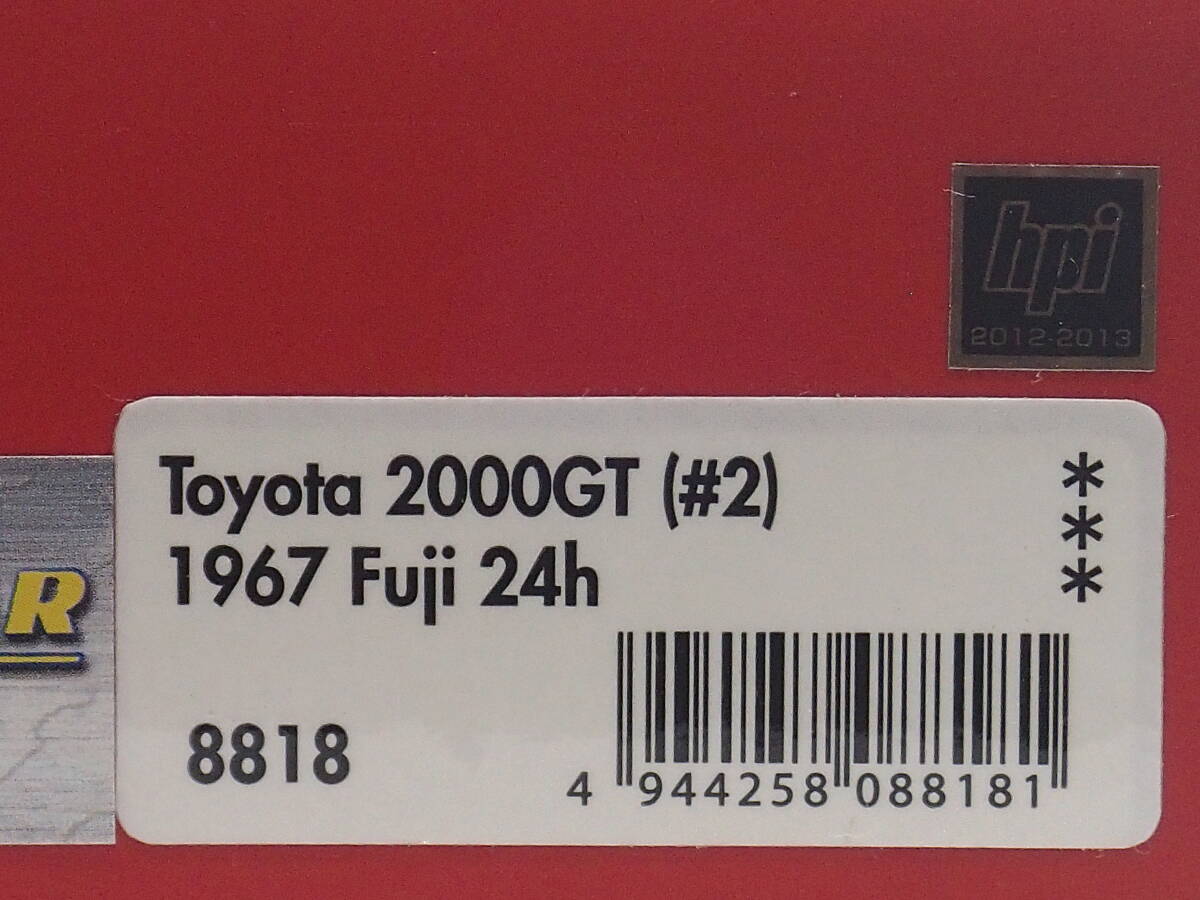 hpi
2012-2013
Toyota 2000GT (#2)
1967 Fuji 24h
***
R
8818
4 944258 088181